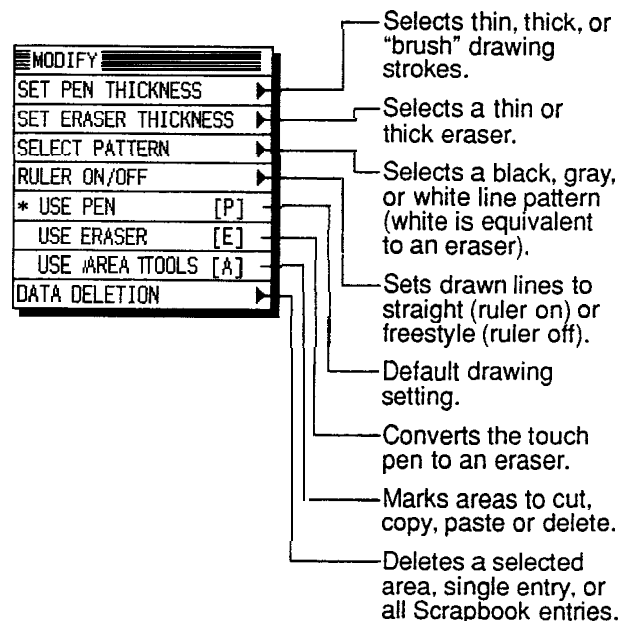 MODIFY
SET PEN THICKNESS
SET ERASER THICKNESS
SELECT PATTERN
RULER ON/OFF
* USE PEN [P]
USE ERASER [E]
USE AREA TTOOLS [A]
DATA DELETION
Selects thin, thick, or
“brush” drawing
strokes.
Selects a thin or
thick eraser.
Selects a black, gray,
or white line pattern
(white is equivalent
to an eraser).
Sets drawn lines to
straight (ruler on) or
freestyle (ruler off).
Default drawing
setting.
Converts the touch
pen to an eraser.
Marks areas to cut,
copy, paste or delete.
Deletes a selected
area, single entry, or
all Scrapbook entries.